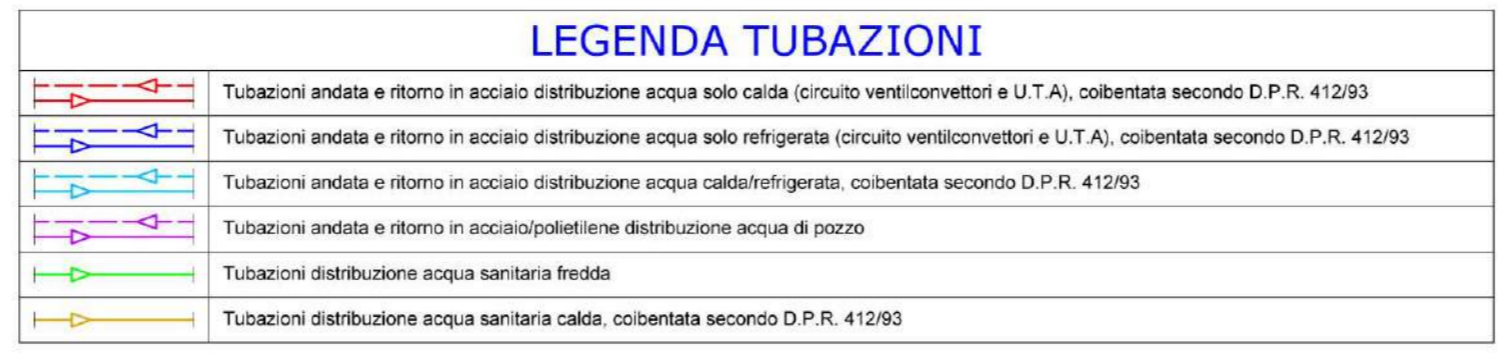 LEGENDA TUBAZIONI
Tubazioni andata e ritorno in acciaio distribuzione acqua solo calda (circuito ventilconvettori e U.T.A), coibentata secondo D.P.R. 412/93
Tubazioni andata e ritorno in acciaio distribuzione acqua solo refrigerata (circuito ventilconvettori e U.T.A), coibentata secondo D.P.R. 412/93
Tubazioni andata e ritorno in acciaio distribuzione acqua calda/refrigerata, coibentata secondo D.P.R. 412/93
Tubazioni andata e ritorno in acciaio/polietilene distribuzione acqua di pozzo
Tubazioni distribuzione acqua sanitaria fredda
Tubazioni distribuzione acqua sanitaria calda, coibentata secondo D.P.R. 412/93